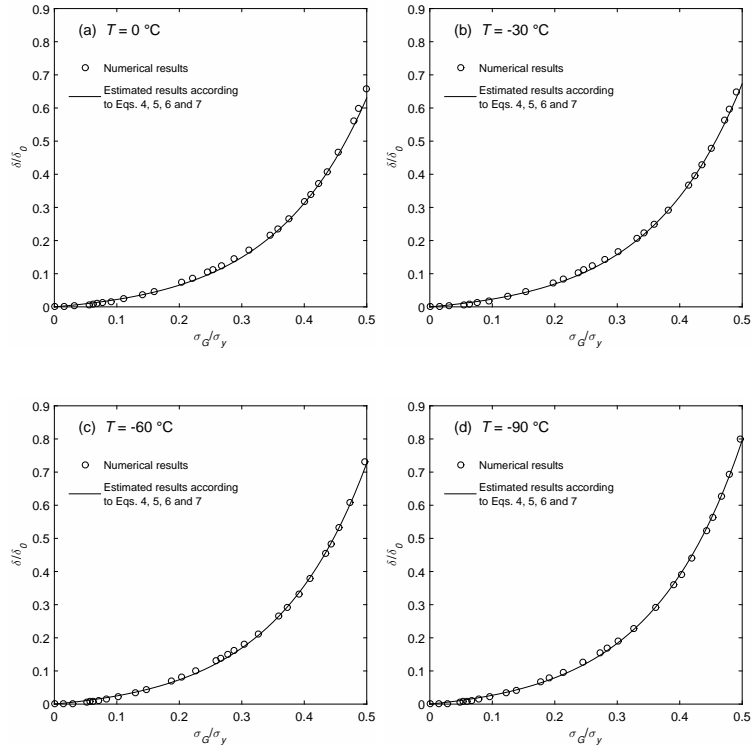 (a) T = 0 °C
Numerical results
Estimated results according
to Eqs. 4, 5, 6 and 7
0.9
0.8
0.7
0.6
0.5
0.4
0.3
0.2
0.1
0
δ/δ0
0 0.1 0.2 0.3 0.4 0.5
σG/σy
(b) T = -30 °C
Numerical results
Estimated results according
to Eqs. 4, 5, 6 and 7
0.9
0.8
0.7
0.6
0.5
0.4
0.3
0.2
0.1
0
δ/δ0
0 0.1 0.2 0.3 0.4 0.5
σG/σy
(c) T = -60 °C
Numerical results
Estimated results according
to Eqs. 4, 5, 6 and 7
0.9
0.8
0.7
0.6
0.5
0.4
0.3
0.2
0.1
0
δ/δ0
0 0.1 0.2 0.3 0.4 0.5
σG/σy
(d) T = -90 °C
Numerical results
Estimated results according
to Eqs. 4, 5, 6 and 7
0.9
0.8
0.7
0.6
0.5
0.4
0.3
0.2
0.1
0
δ/δ0
0 0.1 0.2 0.3 0.4 0.5
σG/σy